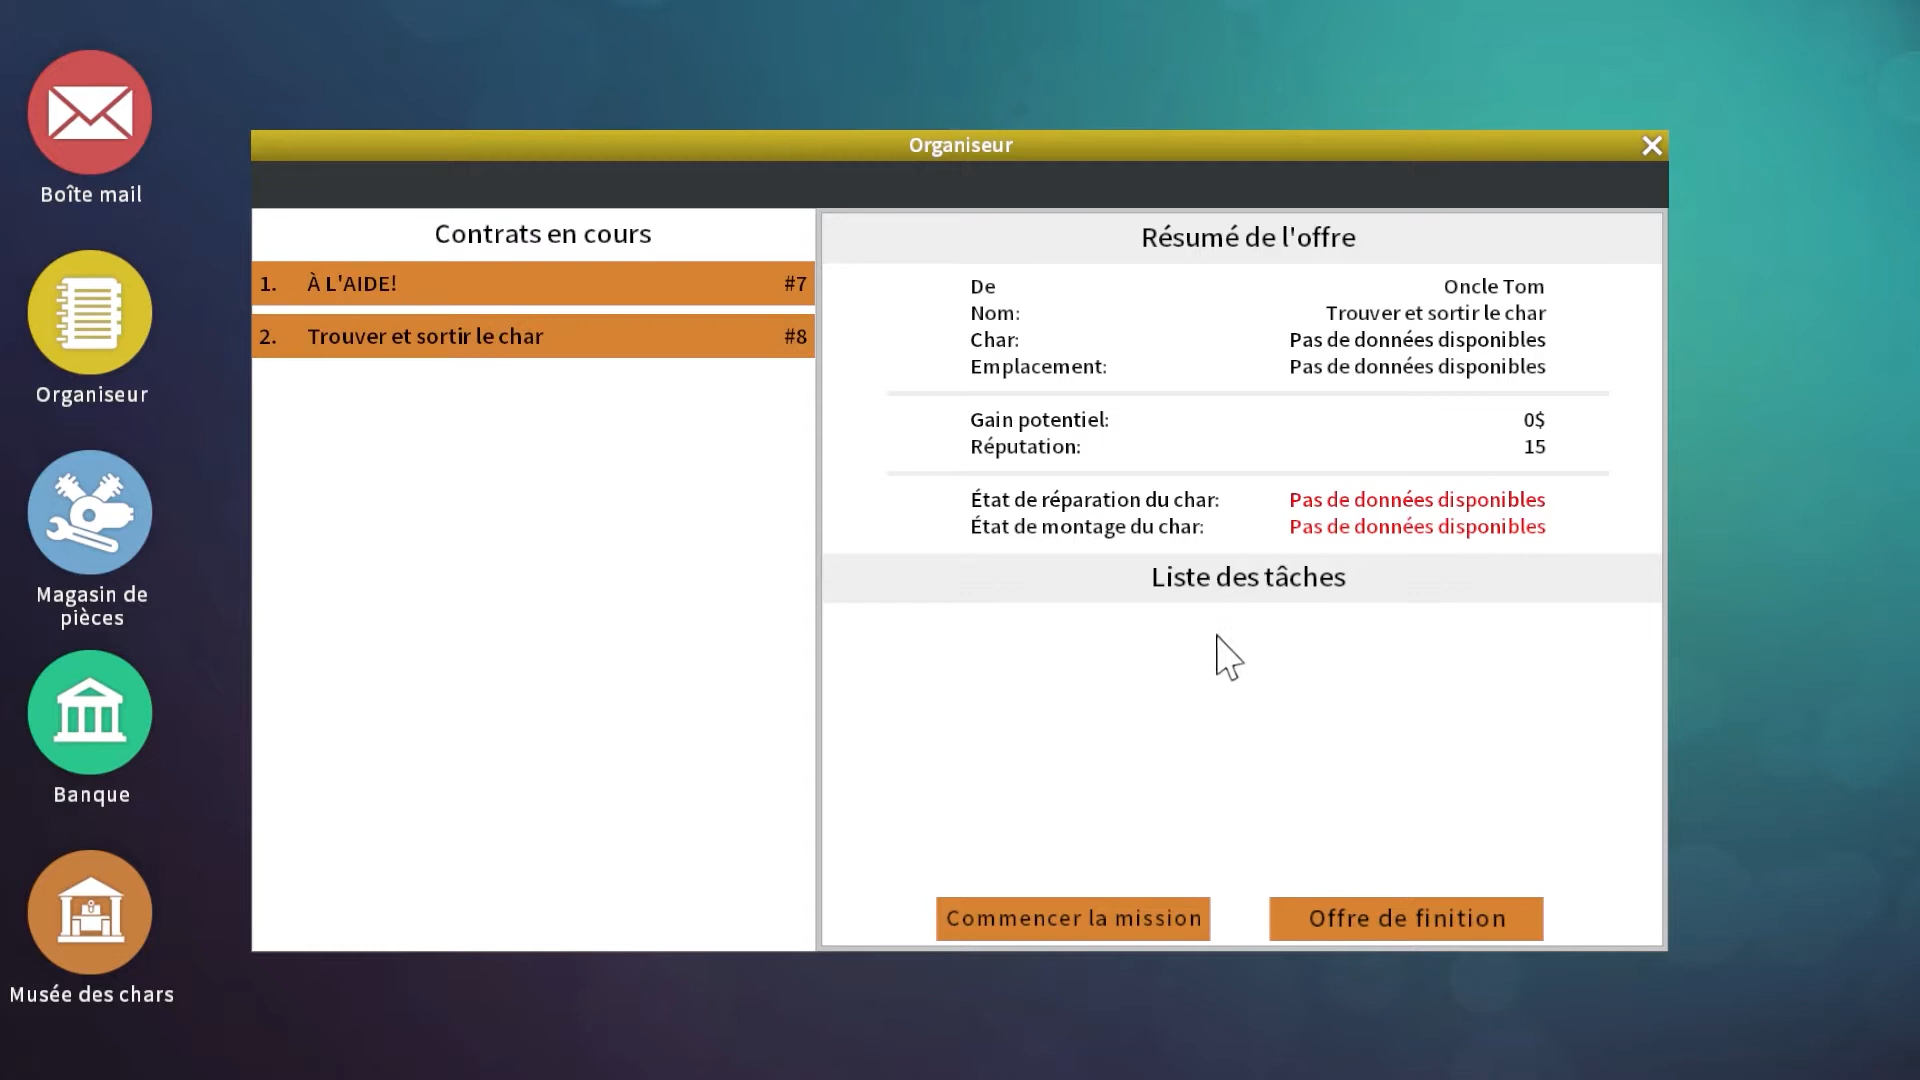 Boîte mail
Organiseur
Magasin de
pièces
Banque
Musée des chars
Organiseur
Contrats en cours
1. À L'AIDE! #7
2. Trouver et sortir le char #8
Résumé de l'offre
De Oncle Tom
Nom: Trouver et sortir le char
Char: Pas de données disponibles
Emplacement: Pas de données disponibles
Gain potentiel: 0$
Réputation: 15
État de réparation du char: Pas de données disponibles
État de montage du char: Pas de données disponibles
Liste des tâches
Commencer la mission Offre de finition